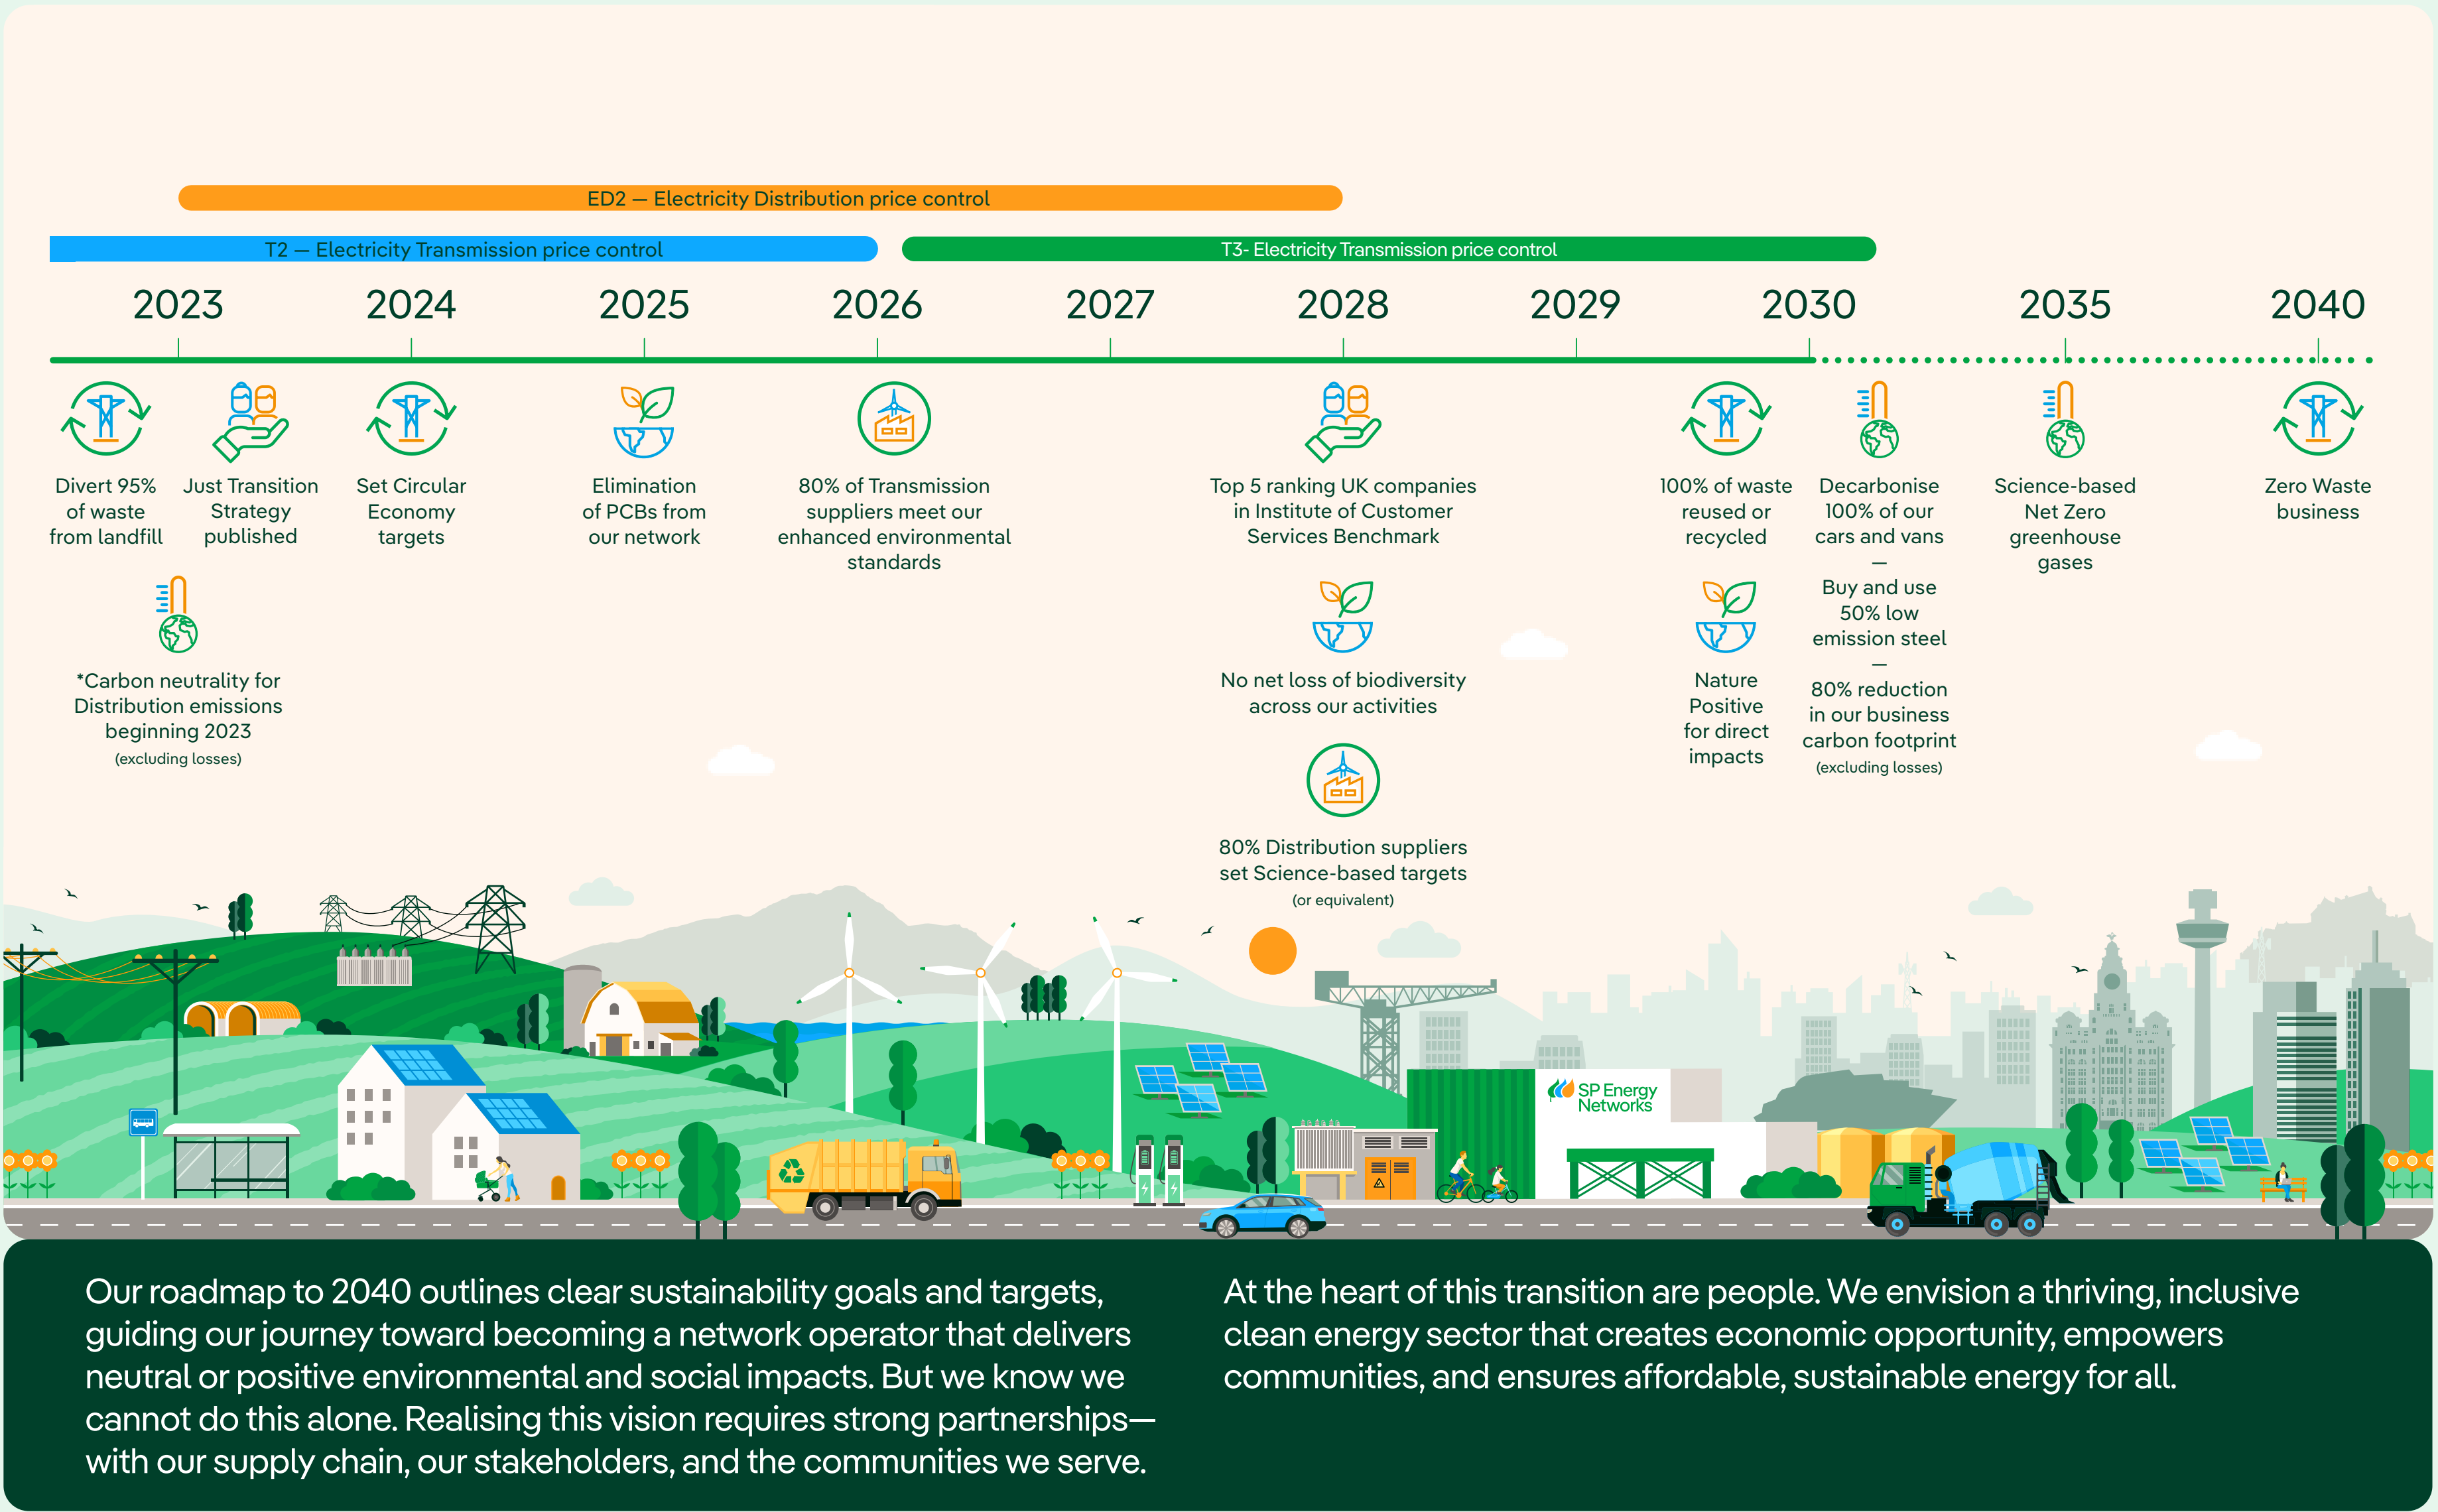 ED2 — Electricity Distribution price control
T2 — Electricity Transmission price control
T3- Electricity Transmission price control
2023
2024
2025
2026
2027
2028
2029
2030
2035
2040
Divert 95%
of waste
from landfill
Just Transition
Strategy
published
*Carbon neutrality for
Distribution emissions
beginning 2023
(excluding losses)
Set Circular
Economy
targets
Elimination
of PCBs from
our network
80% of Transmission
suppliers meet our
enhanced environmental
standards
Top 5 ranking UK companies
in Institute of Customer
Services Benchmark
No net loss of biodiversity
across our activities
80% Distribution suppliers
set Science-based targets
(or equivalent)
100% of waste
reused or
recycled
Nature
Positive
for direct
impacts
Decarbonise
100% of our
cars and vans
—
Buy and use
50% low
emission steel
—
80% reduction
in our business
carbon footprint
(excluding losses)
Science-based
Net Zero
greenhouse
gases
Zero Waste
business
SP Energy
Networks
Our roadmap to 2040 outlines clear sustainability goals and targets,
guiding our journey toward becoming a network operator that delivers
neutral or positive environmental and social impacts. But we know we
cannot do this alone. Realising this vision requires strong partnerships—
with our supply chain, our stakeholders, and the communities we serve.
At the heart of this transition are people. We envision a thriving, inclusive
clean energy sector that creates economic opportunity, empowers
communities, and ensures affordable, sustainable energy for all.